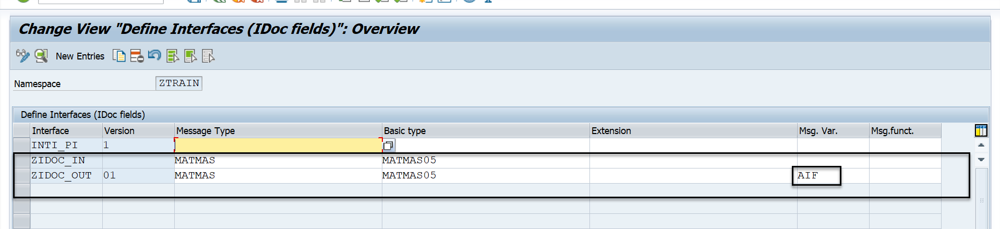 Change View "Define Interfaces (IDoc fields)": Overview
New Entries
Namespace ZTRAIN
Define Interfaces (IDoc fields)
Interface Version Message Type Basic type Extension Msg. Var. Msg.funct.
INTI_PI 1
ZIDOC_IN MATMAS MATMAS05
ZIDOC_OUT 01 MATMAS MATMAS05 AIF